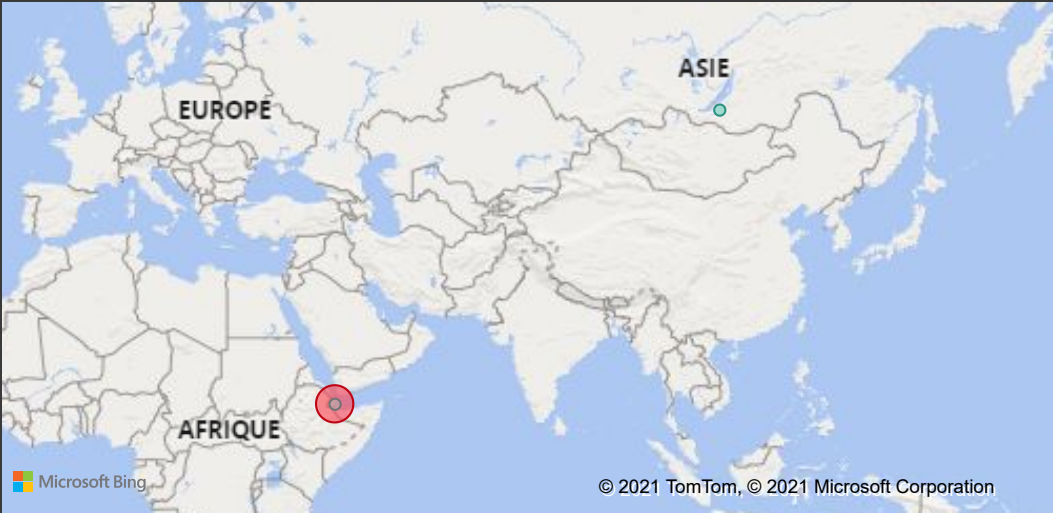 ASIE
EUROPE
AFRIQUE
Microsoft Bing
© 2021 TomTom, © 2021 Microsoft Corporation